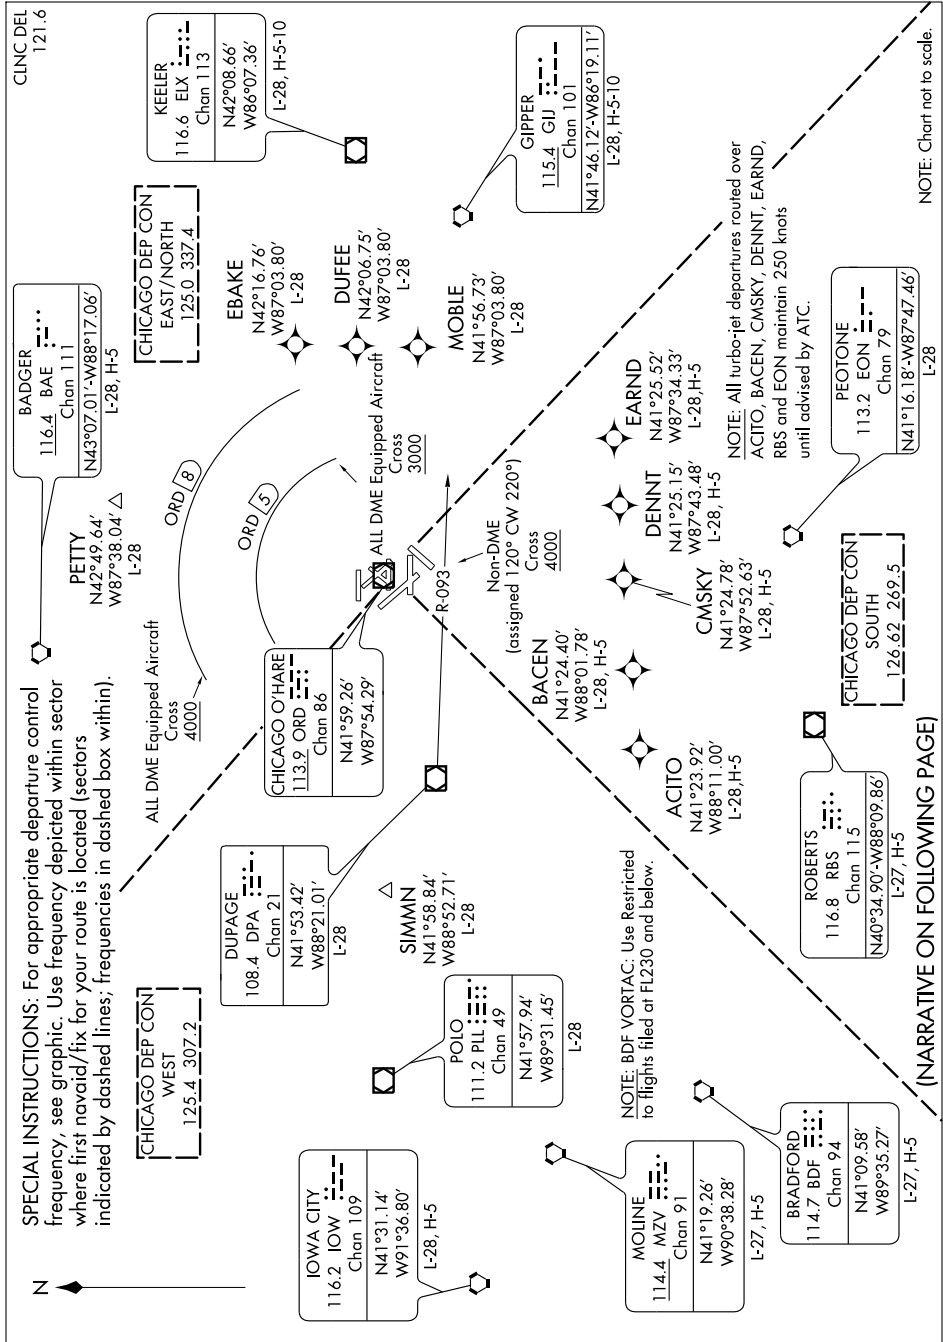 CLNC DEL
121.6
SPECIAL INSTRUCTIONS: For appropriate departure control
frequency, see graphic. Use frequency depicted within sector
where first navaid/fix for your route is located (sectors
indicated by dashed lines; frequencies in dashed box within).
N
BADGER
116.4 BAE
Chan 111
N43°07.01'-W88°17.06'
L-28, H-5
PETTY
N42°49.64'
W87°38.04'
L-28
KEELER
116.6 ELX
Chan 113
N42°08.66'
W86°07.36'
L-28, H-5-10
CHICAGO DEP CON
WEST
125.4 307.2
CHICAGO DEP CON
EAST/NORTH
125.0 337.4
ALL DME Equipped Aircraft
Cross
4000
ORD 8
ORD 5
EBAKE
N42°16.76'
W87°03.80'
L-28
DUFEE
N42°06.75'
W87°03.80'
L-28
MOBLE
N41°56.73'
W87°03.80'
L-28
ALL DME Equipped Aircraft
Cross
3000
CHICAGO O'HARE
113.9 ORD
Chan 86
N41°59.26'
W87°54.29'
DUPAGE
108.4 DPA
Chan 21
N41°53.42'
W88°21.01'
L-28
IOWA CITY
116.2 IOW
Chan 109
N41°31.14'
W91°36.80'
L-28, H-5
SIMMN
N41°58.84'
W88°52.71'
L-28
POLO
111.2 PLL
Chan 49
N41°57.94'
W89°31.45'
L-28
R-093
Non-DME
(assigned 120° CW 220°)
Cross
4000
GIPPER
115.4 GIJ
Chan 101
N41°46.12'-W86°19.11'
L-28, H-5-10
BACEN
N41°24.40'
W88°01.78'
L-28, H-5
EARND
N41°25.52'
W87°34.33'
L-28,H-5
DENNT
N41°25.15'
W87°43.48'
L-28, H-5
CMSKY
N41°24.78'
W87°52.63'
L-28, H-5
ACITO
N41°23.92'
W88°11.00'
L-28,H-5
NOTE: BDF VORTAC: Use Restricted
to flights filed at FL230 and below.
MOLINE
114.4 MZV
Chan 91
N41°19.26'
W90°38.28'
L-27, H-5
NOTE: All turbo-jet departures routed over
ACITO, BACEN, CMSKY, DENNT, EARND,
RBS and EON maintain 250 knots
until advised by ATC.
BRADFORD
114.7 BDF
Chan 94
N41°09.58'
W89°35.27'
L-27, H-5
ROBERTS
116.8 RBS
Chan 115
N40°34.90'-W88°09.86'
L-27, H-5
CHICAGO DEP CON
SOUTH
126.62 269.5
PEOTONE
113.2 EON
Chan 79
N41°16.18'-W87°47.46'
L-28
(NARRATIVE ON FOLLOWING PAGE)
NOTE: Chart not to scale.